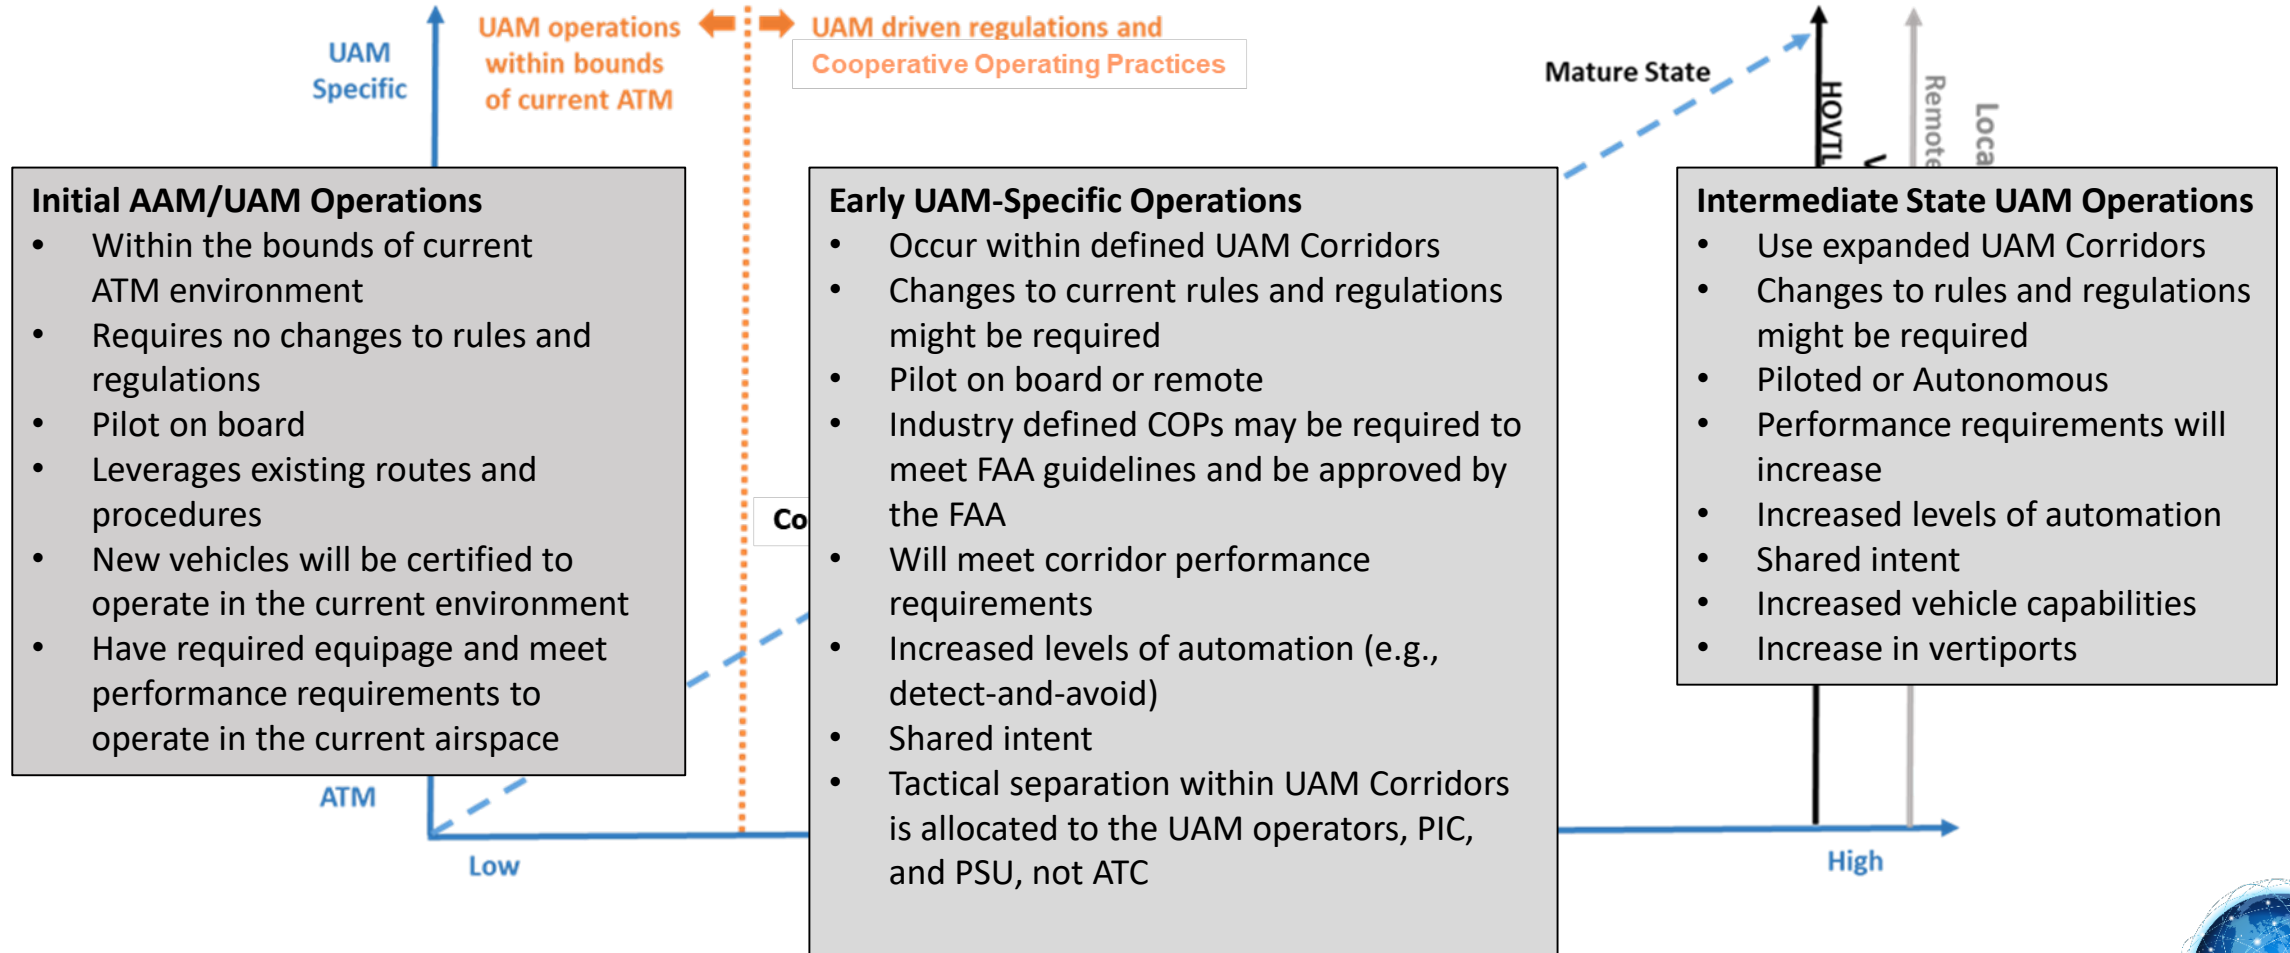 UAM
Specific
UAM operations
within bounds
of current ATM
UAM driven regulations and
Cooperative Operating Practices
Mature State
HOVTL
Remote
Initial AAM/UAM Operations
• Within the bounds of current
ATM environment
• Requires no changes to rules and
regulations
• Pilot on board
• Leverages existing routes and
procedures
• New vehicles will be certified to
operate in the current environment
• Have required equipage and meet
performance requirements to
operate in the current airspace
Early UAM-Specific Operations
• Occur within defined UAM Corridors
• Changes to current rules and regulations
might be required
• Pilot on board or remote
• Industry defined COPs may be required to
meet FAA guidelines and be approved by
the FAA
• Will meet corridor performance
requirements
• Increased levels of automation (e.g.,
detect-and-avoid)
• Shared intent
• Tactical separation within UAM Corridors
is allocated to the UAM operators, PIC,
and PSU, not ATC
Intermediate State UAM Operations
• Use expanded UAM Corridors
• Changes to rules and regulations
might be required
• Piloted or Autonomous
• Performance requirements will
increase
• Increased levels of automation
• Shared intent
• Increased vehicle capabilities
• Increase in vertiports
ATM
Low
High